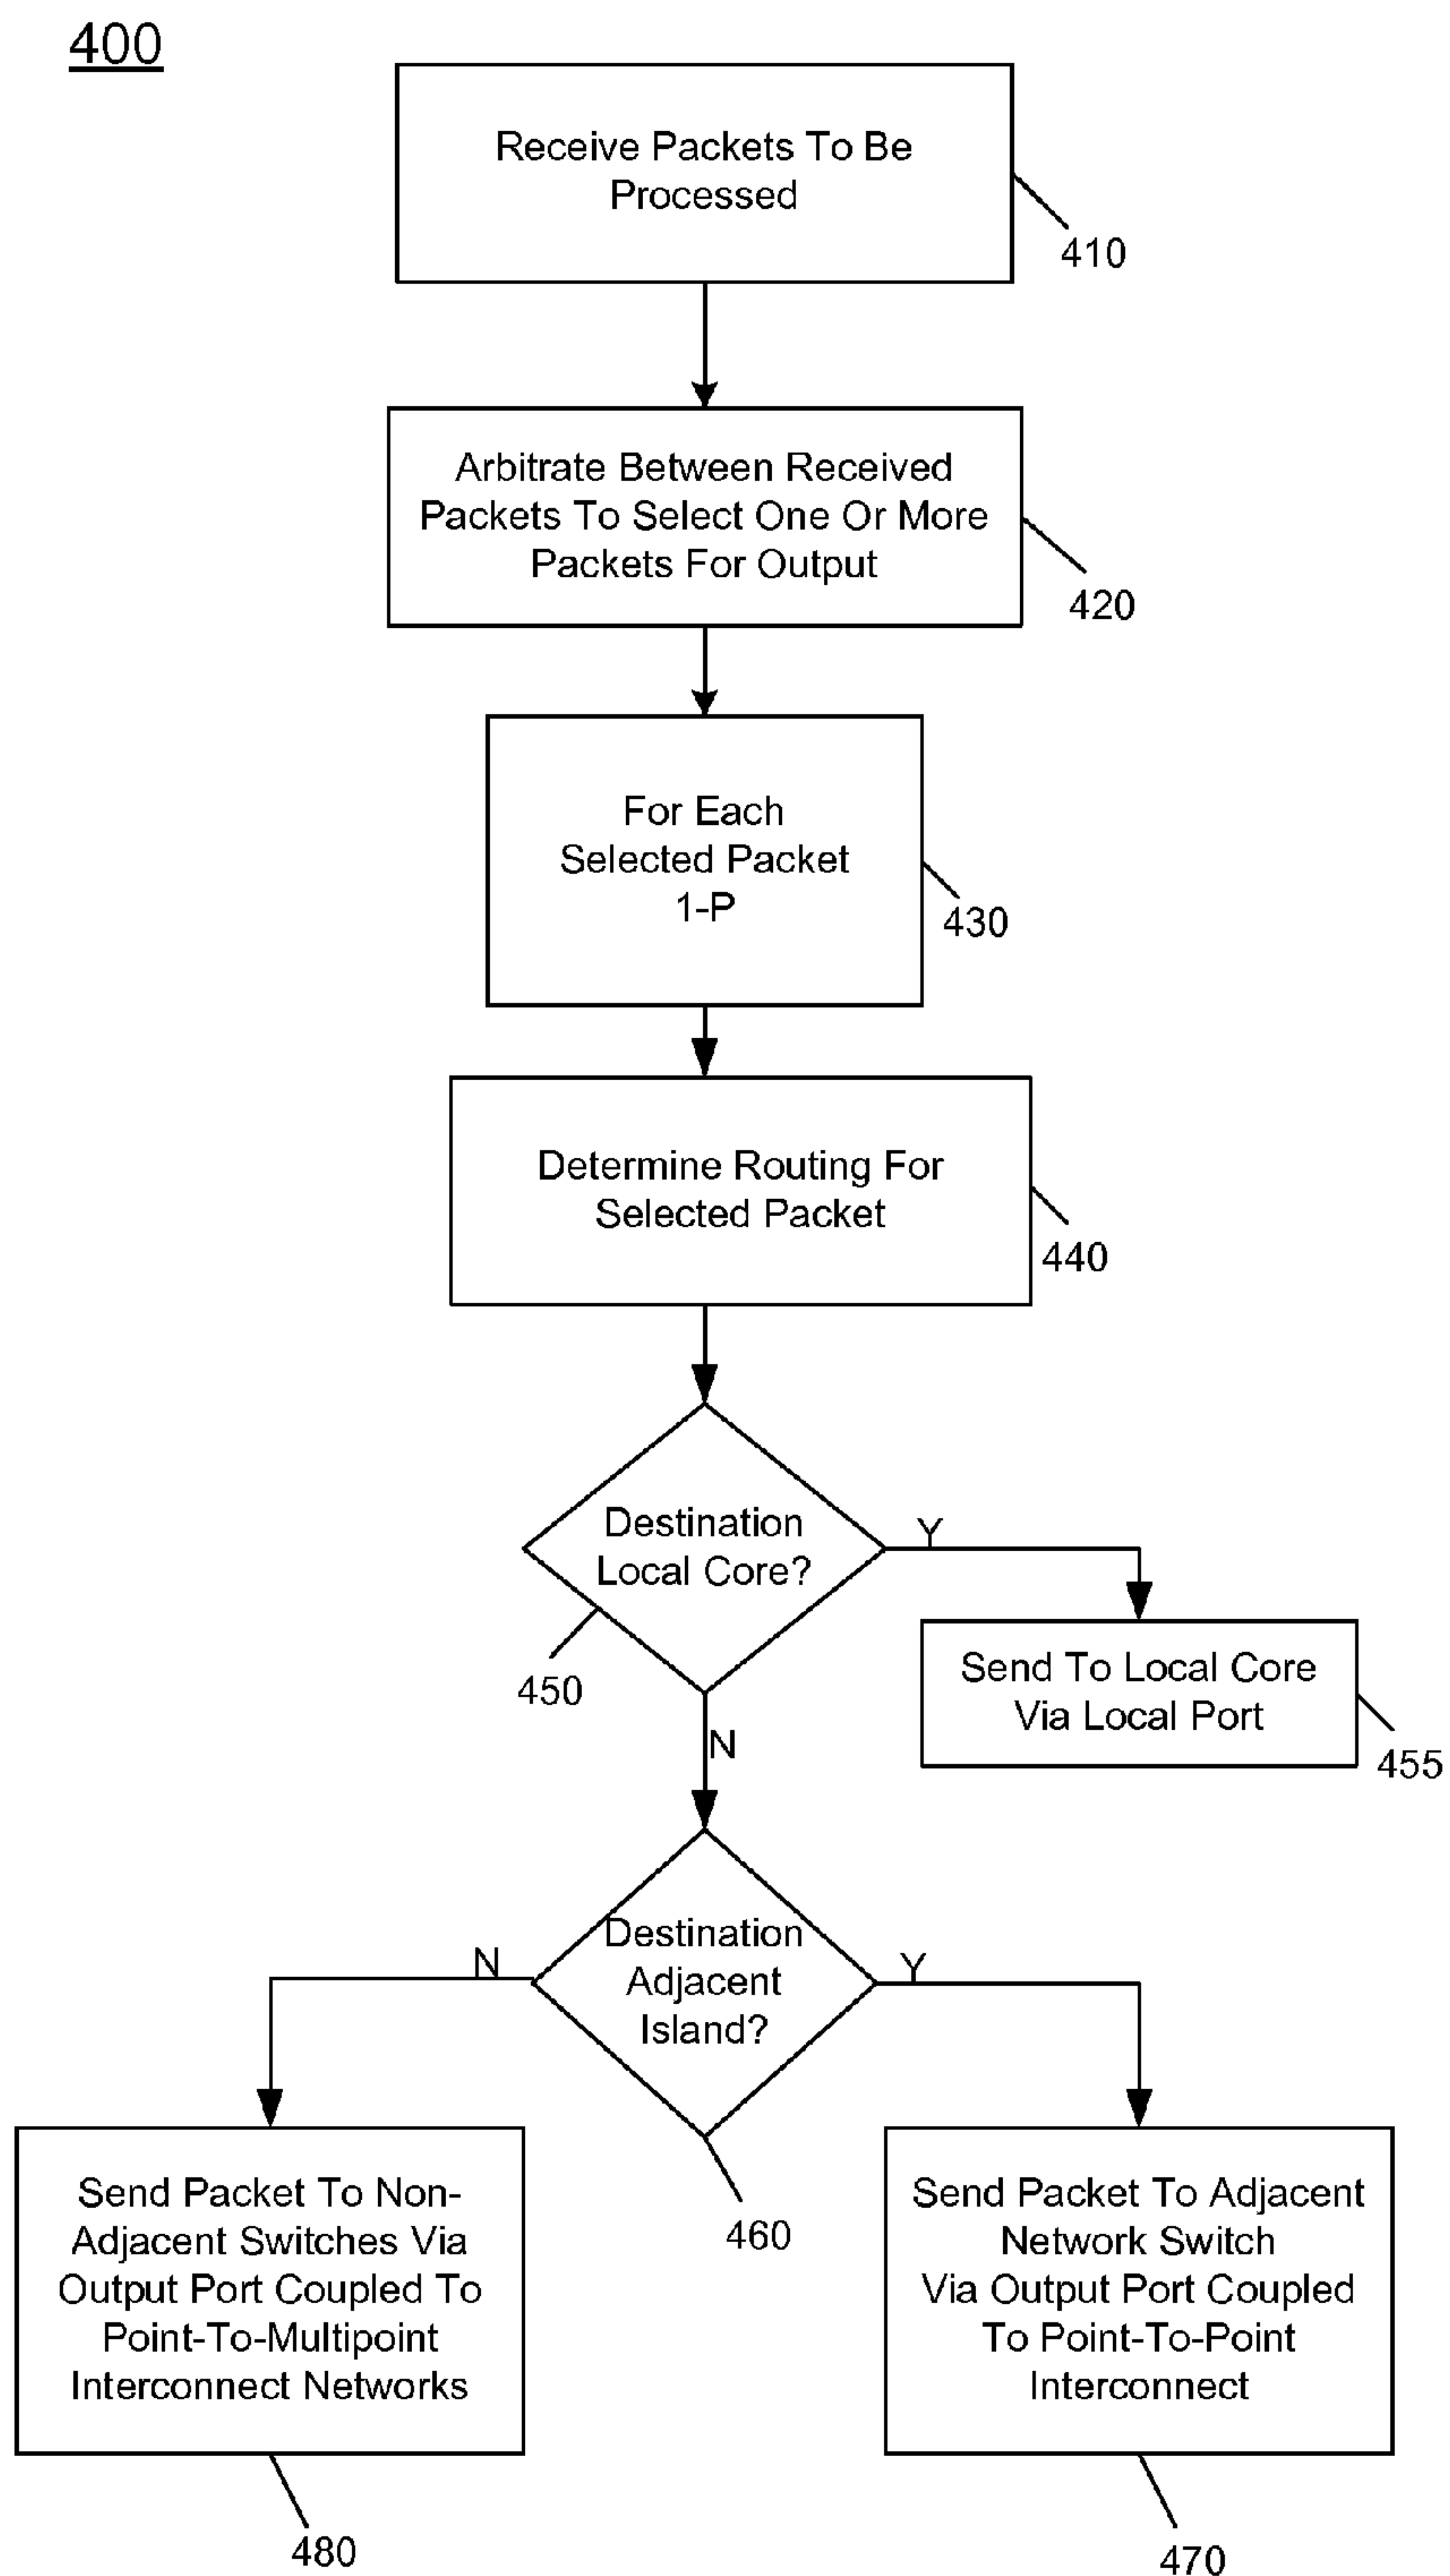 400
Receive Packets To Be
Processed
410
Arbitrate Between Received
Packets To Select One Or More
Packets For Output
420
For Each
Selected Packet
1-P
430
Determine Routing For
Selected Packet
440
Destination
Local Core?
Y
450
Send To Local Core
Via Local Port
455
N
Destination
Adjacent
Island?
N
Y
460
Send Packet To Non-
Adjacent Switches Via
Output Port Coupled To
Point-To-Multipoint
Interconnect Networks
480
Send Packet To Adjacent
Network Switch
Via Output Port Coupled
To Point-To-Point
Interconnect
470